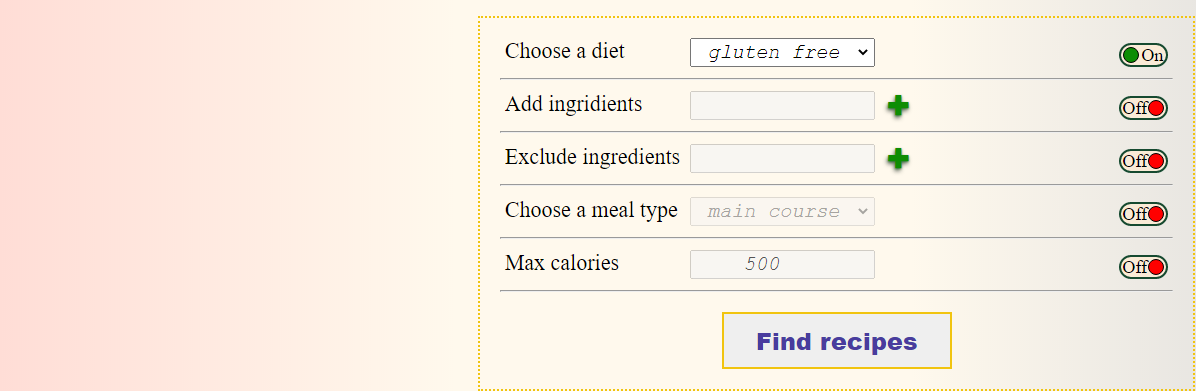 Choose a diet gluten free On
Add ingridients Off
Exclude ingredients Off
Choose a meal type main course Off
Max calories 500 Off
Find recipes